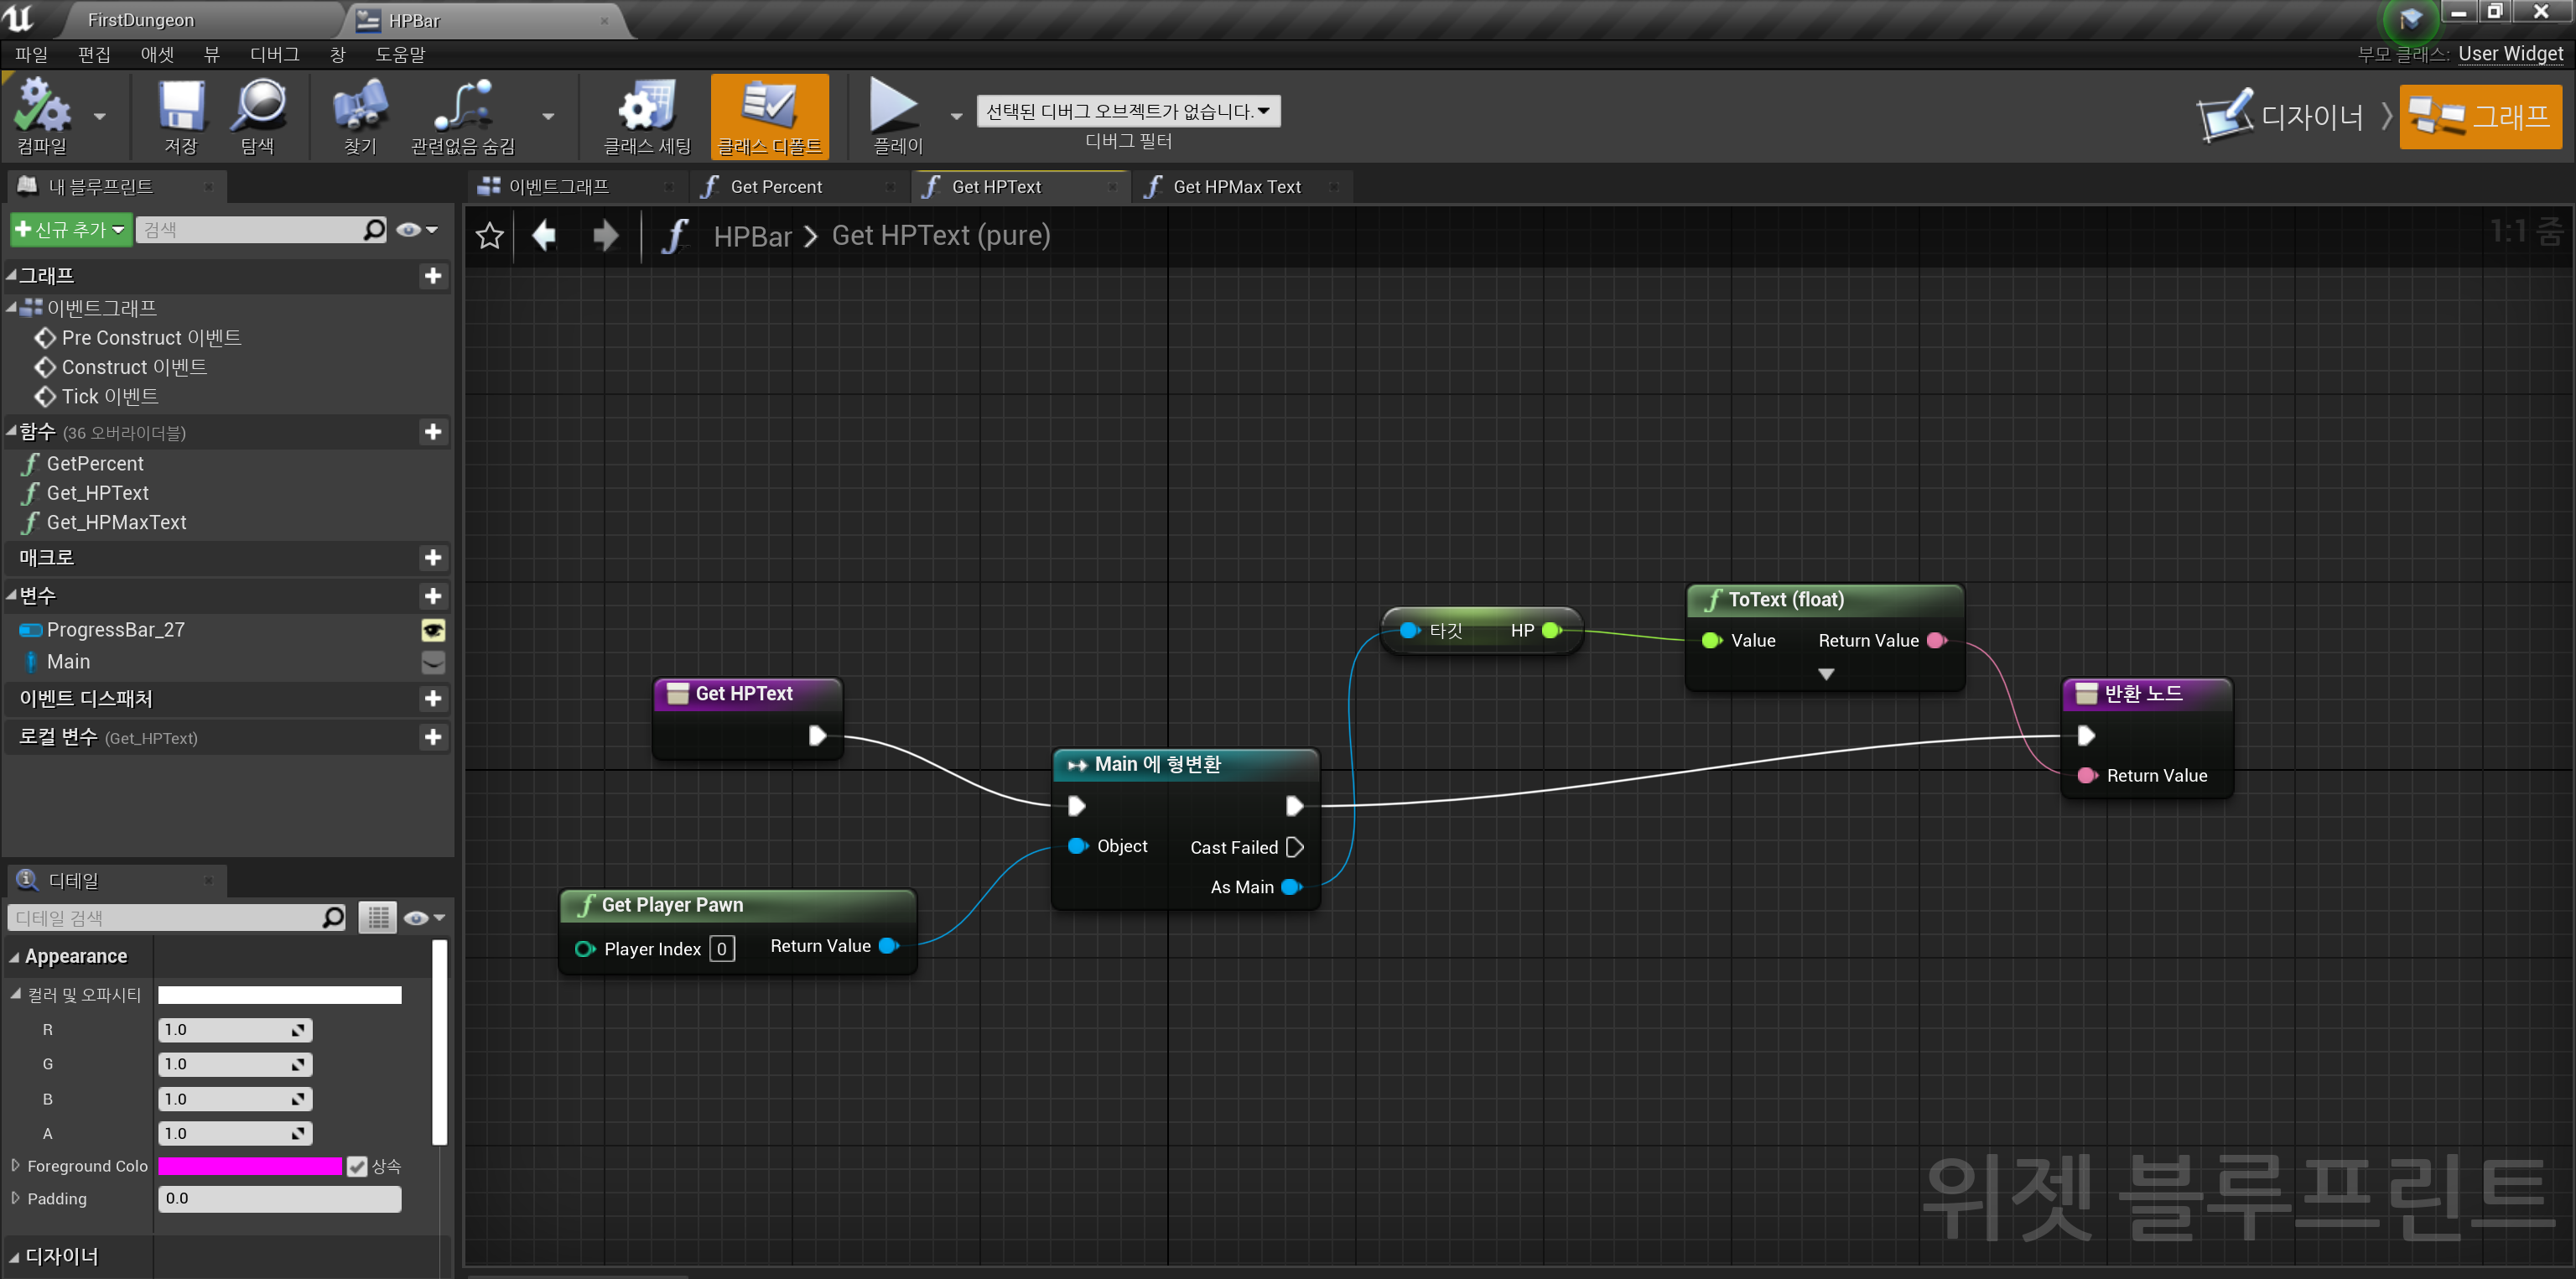 FirstDungeon
HPBar
파일 편집 애셋 뷰 디버그 창 도움말
부모 클래스: User Widget
컴파일
저장
탐색
찾기
관련없음 숨김
클래스 세팅
클래스 디폴트
플레이
선택된 디버그 오브젝트가 없습니다.
디버그 필터
디자이너
그래프
내 블루프린트
이벤트그래프
Get Percent
Get HPText
Get HPMax Text
신규 추가
검색
HPBar > Get HPText (pure)
1:1 줌
그래프
이벤트그래프
Pre Construct 이벤트
Construct 이벤트
Tick 이벤트
함수 (36 오버라이더블)
GetPercent
Get_HPText
Get_HPMaxText
매크로
변수
ProgressBar_27
Main
이벤트 디스패처
로컬 변수 (Get_HPText)
Get HPText
Get Player Pawn
Player Index 0
Return Value
Main 에 형변환
Object
Cast Failed
As Main
타깃
HP
ToText (float)
Value
Return Value
반환 노드
Return Value
디테일
디테일 검색
Appearance
컬러 및 오파시티
R 1.0
G 1.0
B 1.0
A 1.0
Foreground Colo
상속
Padding 0.0
디자이너
위젯 블루프린트